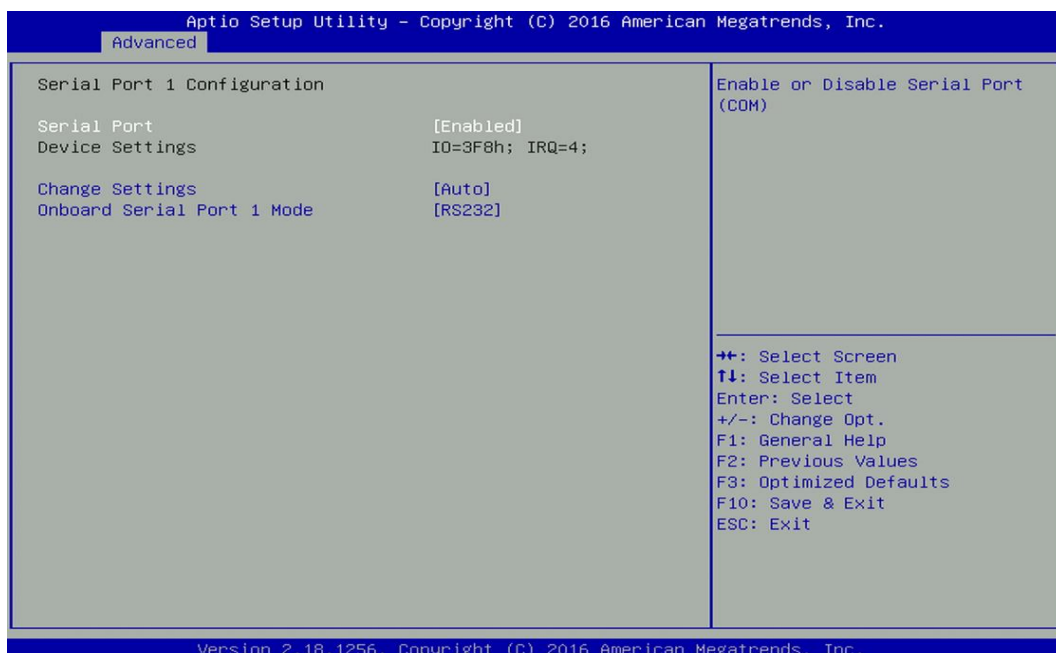 Aptio Setup Utility – Copyright (C) 2016 American Megatrends, Inc.
Advanced
Serial Port 1 Configuration
Serial Port [Enabled]
Device Settings IO=3F8h; IRQ=4;
Change Settings [Auto]
Onboard Serial Port 1 Mode [RS232]
Enable or Disable Serial Port
(COM)
→←: Select Screen
↑↓: Select Item
Enter: Select
+/-: Change Opt.
F1: General Help
F2: Previous Values
F3: Optimized Defaults
F10: Save & Exit
ESC: Exit
Version 2.18.1256. Copyright (C) 2016 American Megatrends, Inc.